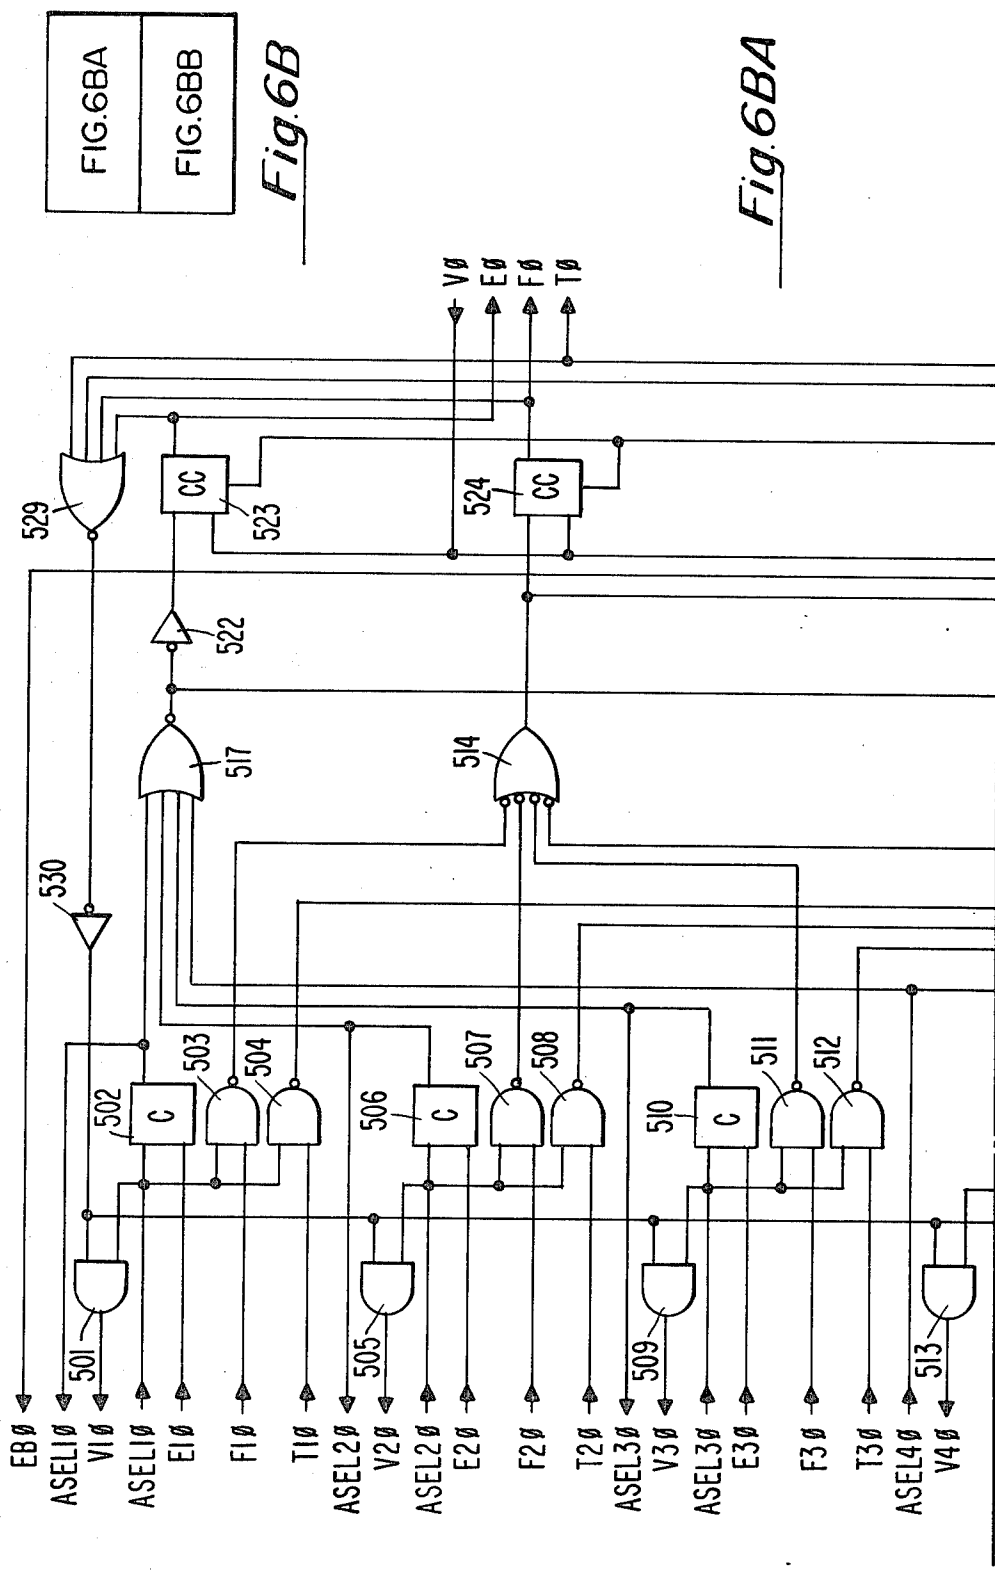 FIG.6BA
FIG.6BB
Fig.6B
Fig.6BA
VØ
EØ
FØ
TØ
529
CC
523
524
CC
522
517
514
530
502
C
503
504
506
C
507
508
510
C
511
512
501
505
509
513
EBØ
ASEL1Ø
V1Ø
ASEL1Ø
E1Ø
F1Ø
T1Ø
ASEL2Ø
V2Ø
ASEL2Ø
E2Ø
F2Ø
T2Ø
ASEL3Ø
V3Ø
ASEL3Ø
E3Ø
F3Ø
T3Ø
ASEL4Ø
V4Ø